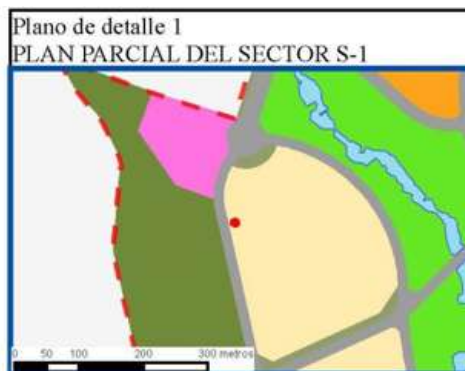 Plano de detalle 1
PLAN PARCIAL DEL SECTOR S-1
0 50 100 200 300 metros